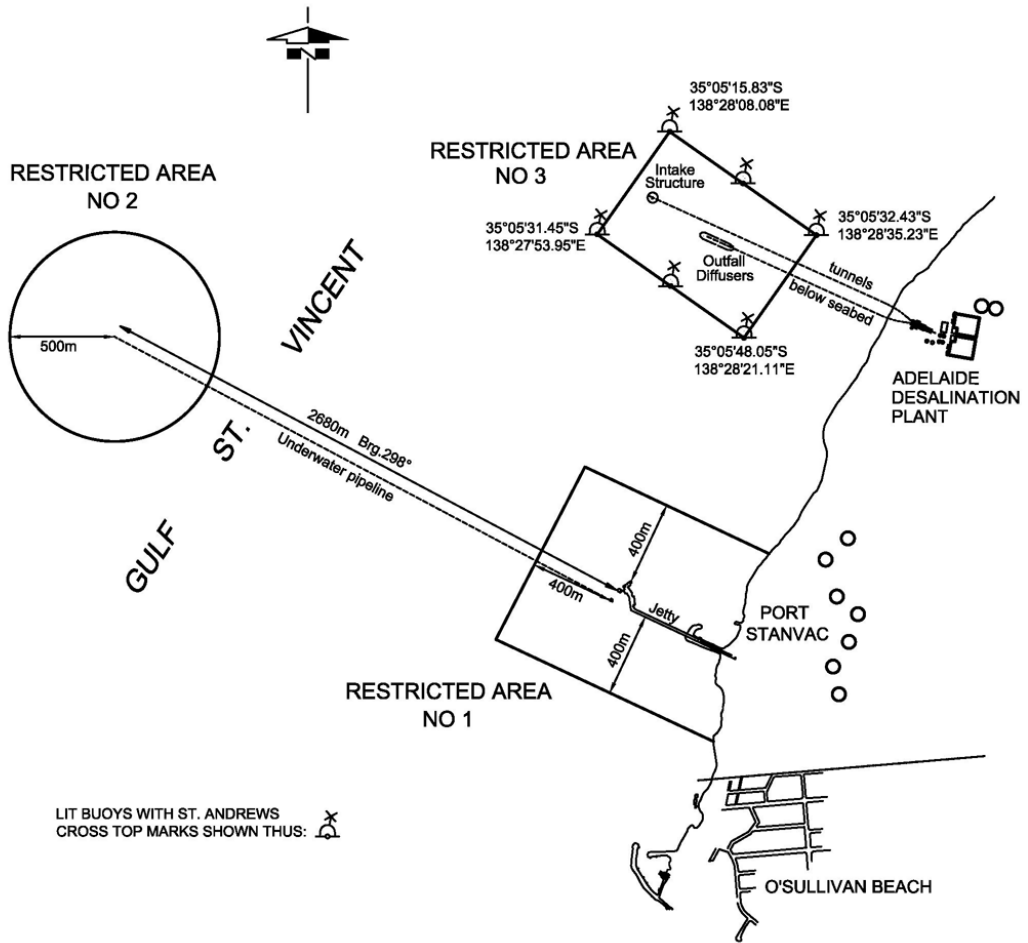 N
35°05'15.83"S
138°28'08.08"E
RESTRICTED AREA
NO 3
Intake
Structure
RESTRICTED AREA
NO 2
35°05'31.45"S
138°27'53.95"E
35°05'32.43"S
138°28'35.23"E
Outfall
Diffusers
tunnels
below seabed
500m
35°05'48.05"S
138°28'21.11"E
ADELAIDE
DESALINATION
PLANT
GULF ST. VINCENT
2680m Brg.298°
Underwater pipeline
400m
400m
400m
Jetty
PORT
STANVAC
RESTRICTED AREA
NO 1
LIT BUOYS WITH ST. ANDREWS
CROSS TOP MARKS SHOWN THUS:
O'SULLIVAN BEACH